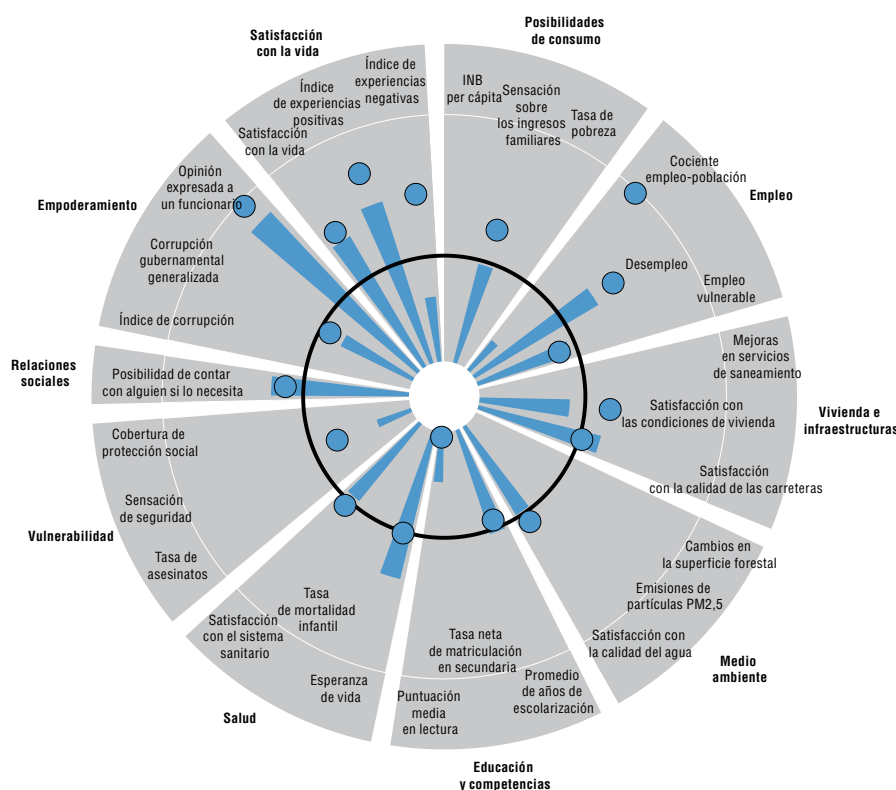 Posibilidades
de consumo
INB
per cápita
Sensación
sobre
los ingresos
familiares
Tasa de
pobreza
Empleo
Cociente
empleo-población
Desempleo
Empleo
vulnerable
Vivienda e
infraestructuras
Mejoras
en servicios
de saneamiento
Satisfacción con
las condiciones de vivienda
Satisfacción
con la calidad de las carreteras
Medio
ambiente
Cambios en
la superficie forestal
Emisiones de
partículas PM2,5
Satisfacción con
la calidad del agua
Educación
y competencias
Promedio
de años de
escolarización
Tasa neta
de matriculación
en secundaria
Puntuación
media
en lectura
Salud
Esperanza
de vida
Tasa
de mortalidad
infantil
Satisfacción
con el sistema
sanitario
Vulnerabilidad
Tasa de
asesinatos
Sensación
de seguridad
Cobertura de
protección social
Relaciones
sociales
Posibilidad de contar
con alguien si lo necesita
Empoderamiento
Índice de corrupción
Corrupción
gubernamental
generalizada
Opinión
expresada a
un funcionario
Satisfacción
con la vida
Satisfacción
con la vida
Índice
de experiencias
positivas
Índice de
experiencias
negativas